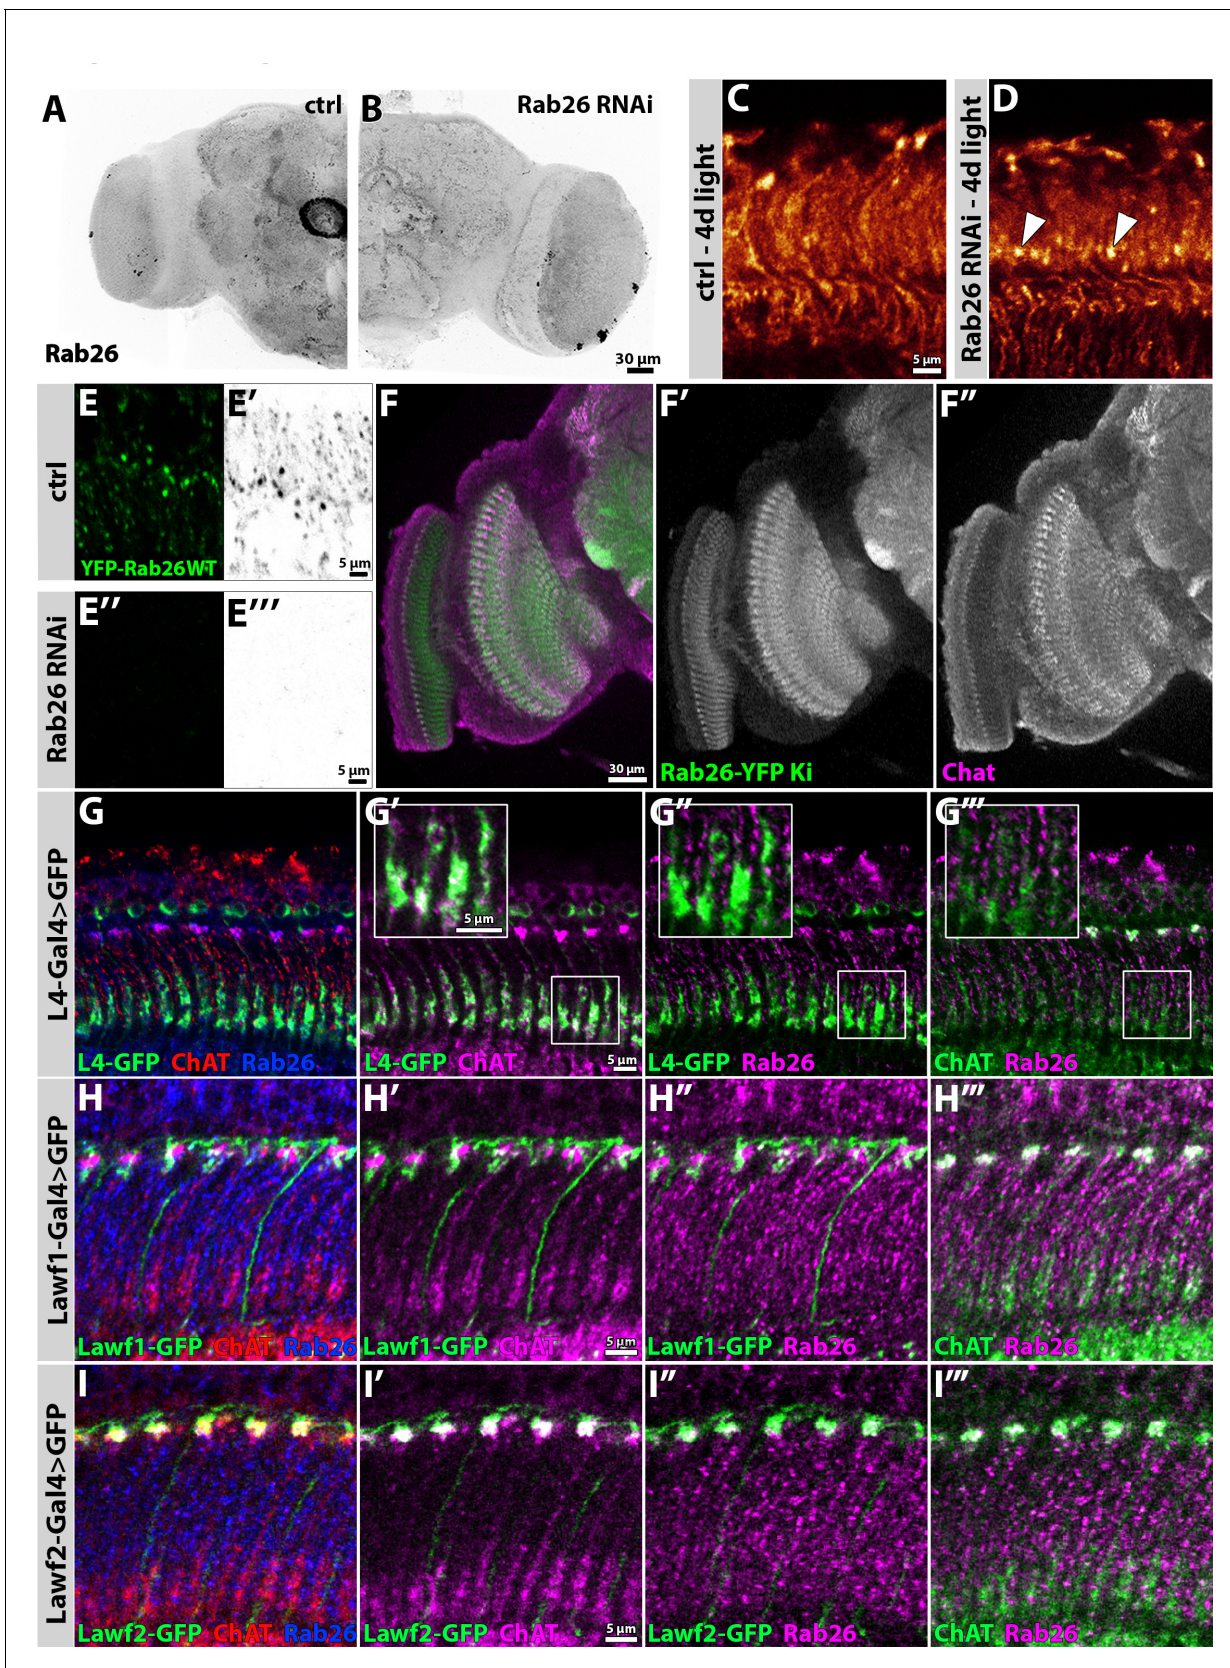 A
ctrl
Rab26
B
Rab26 RNAi
30 µm
ctrl - 4d light
C
5 µm
Rab26 RNAi - 4d light
D
ctrl
E
YFP-Rab26WT
E'
5 µm
Rab26 RNAi
E''
E'''
5 µm
F
30 µm
F'
Rab26-YFP Ki
F''
Chat
L4-Gal4>GFP
G
L4-GFP ChAT Rab26
G'
5 µm
L4-GFP ChAT
5 µm
G''
L4-GFP Rab26
G'''
ChAT Rab26
Lawf1-Gal4>GFP
H
Lawf1-GFP ChAT Rab26
H'
Lawf1-GFP ChAT
5 µm
H''
Lawf1-GFP Rab26
H'''
ChAT Rab26
Lawf2-Gal4>GFP
I
Lawf2-GFP ChAT Rab26
I'
Lawf2-GFP ChAT
5 µm
I''
Lawf2-GFP Rab26
I'''
ChAT Rab26